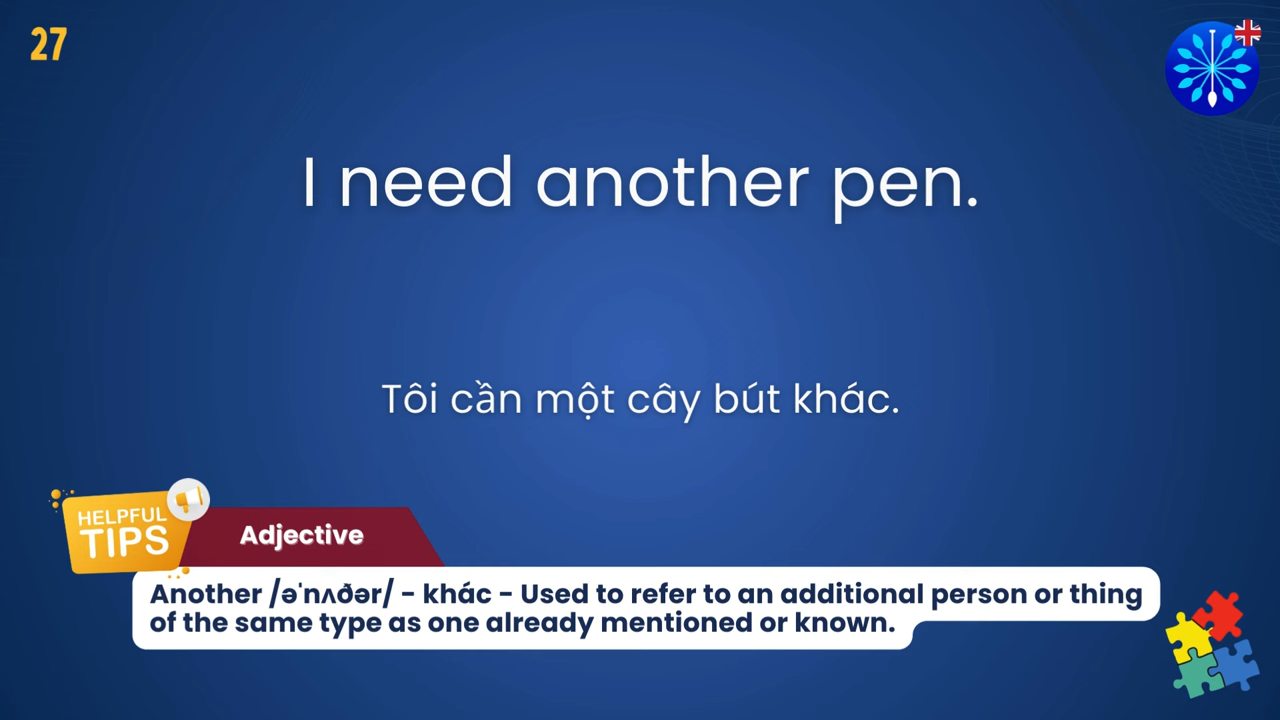 27
I need another pen.
Tôi cần một cây bút khác.
HELPFUL
TIPS
Adjective
Another /əˈnʌðər/ - khác - Used to refer to an additional person or thing
of the same type as one already mentioned or known.